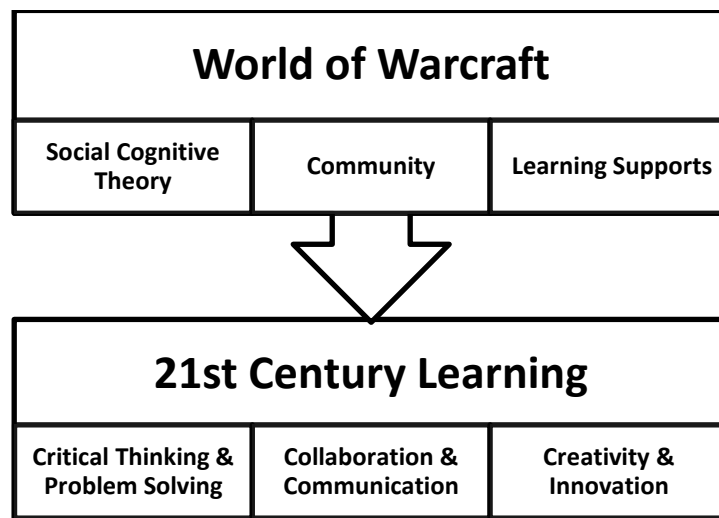 World of Warcraft
Social Cognitive
Theory
Community
Learning Supports
21st Century Learning
Critical Thinking &
Problem Solving
Collaboration &
Communication
Creativity &
Innovation